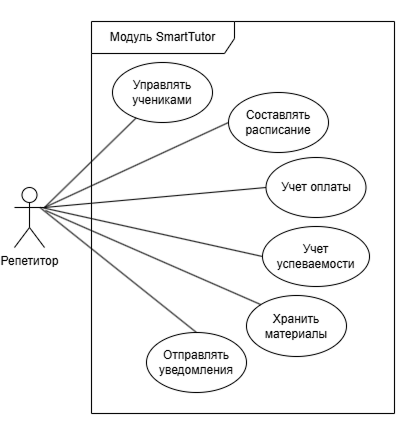 Модуль SmartTutor
Управлять
учениками
Составлять
расписание
Учет оплаты
Репетитор
Учет
успеваемости
Хранить
материалы
Отправлять
уведомления